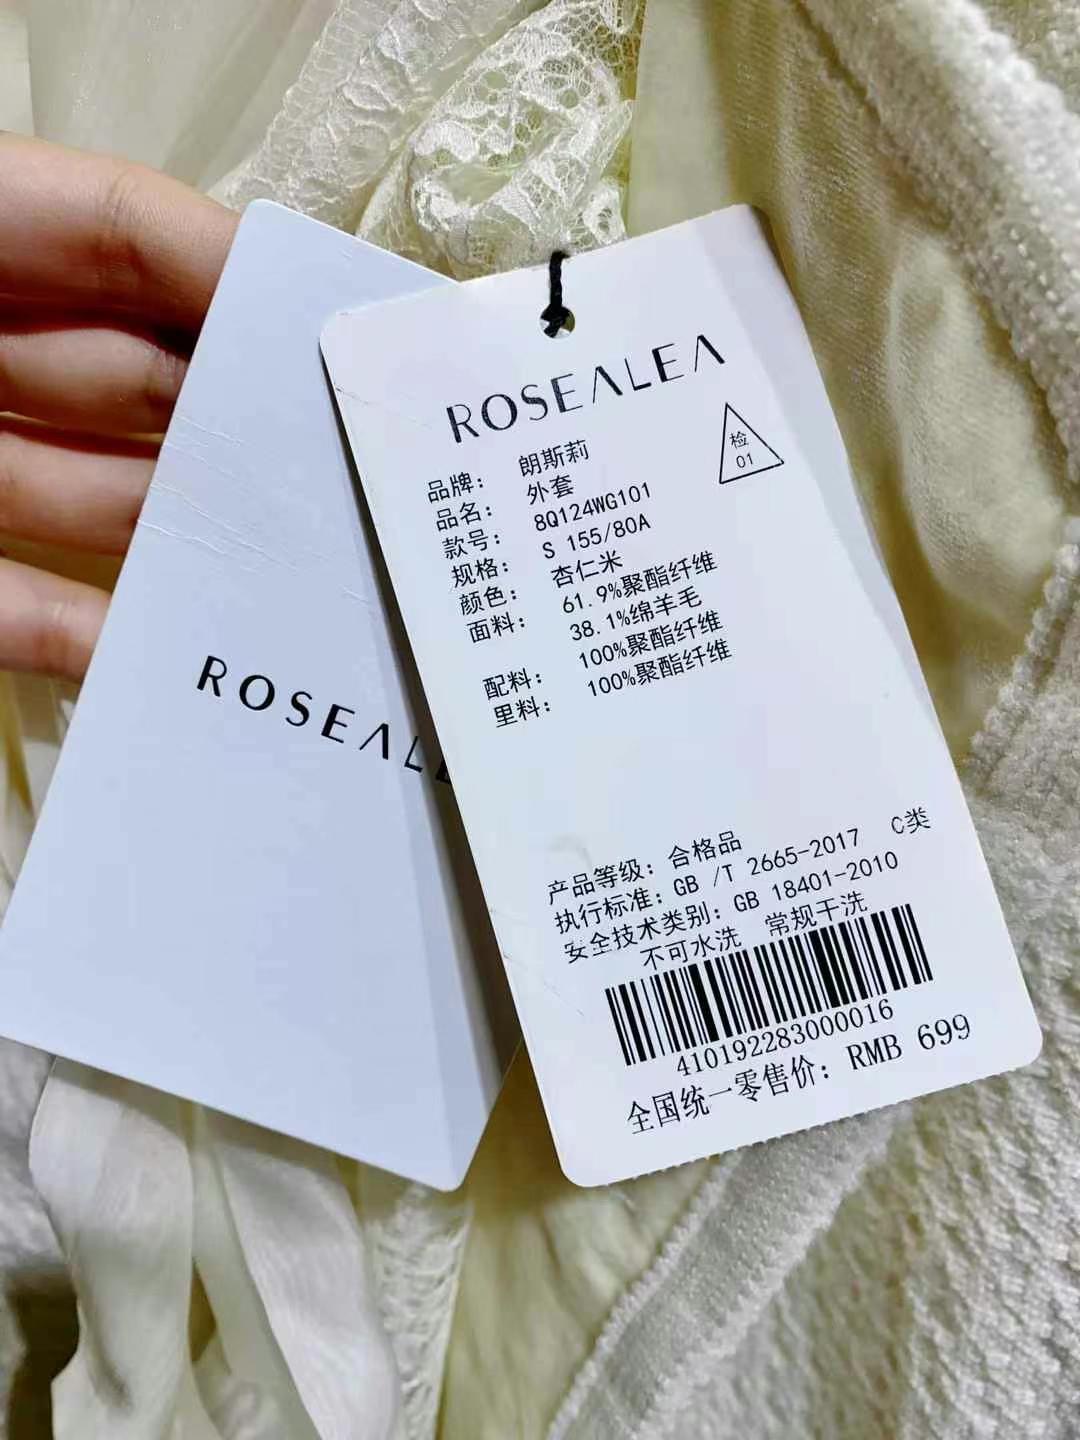 ROSEALEA
检
01
品牌： 朗斯莉
品名： 外套
款号： 8Q124WG101
规格： S 155/80A
颜色： 杏仁米
面料： 61.9%聚酯纤维
38.1%绵羊毛
配料： 100%聚酯纤维
里料： 100%聚酯纤维
产品等级：合格品
执行标准：GB /T 2665-2017 C类
安全技术类别：GB 18401-2010
不可水洗 常规干洗
410192283000016
全国统一零售价：RMB 699
ROSEALE